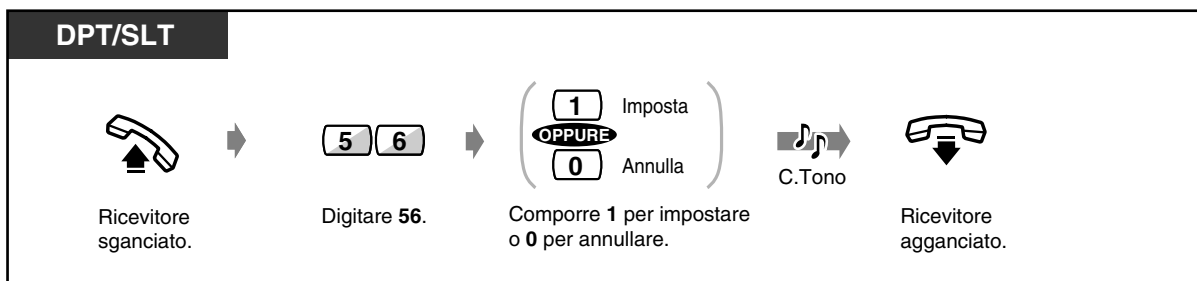 DPT/SLT
1 Imposta
OPPURE
5 6
0 Annulla
C.Tono
Ricevitore
sganciato.
Digitare 56.
Comporre 1 per impostare
o 0 per annullare.
Ricevitore
agganciato.